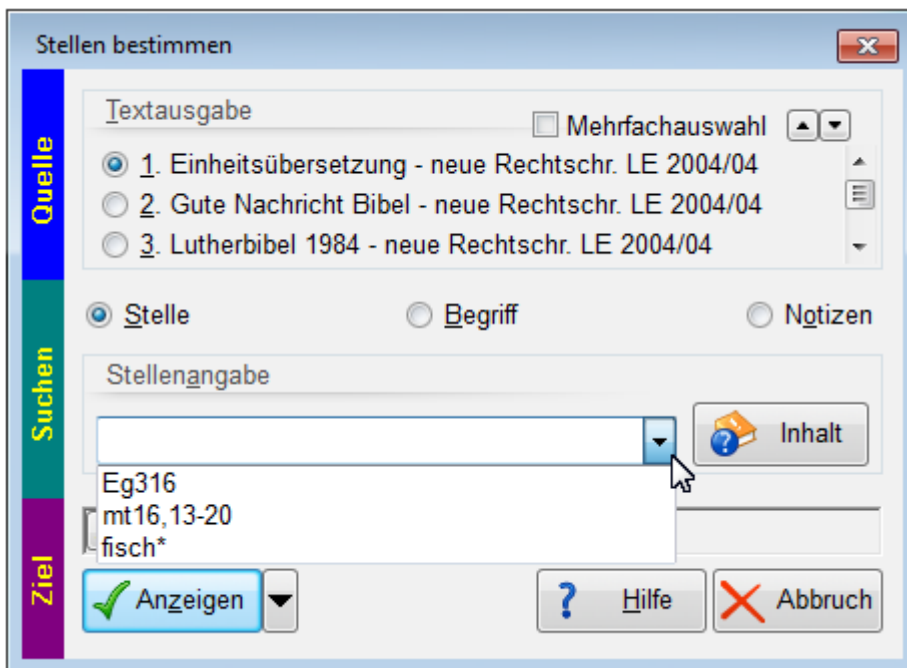 Stellen bestimmen
Quelle
Textausgabe
Mehrfachauswahl
1. Einheitsübersetzung - neue Rechtschr. LE 2004/04
2. Gute Nachricht Bibel - neue Rechtschr. LE 2004/04
3. Lutherbibel 1984 - neue Rechtschr. LE 2004/04
Suchen
Stelle Begriff Notizen
Stellenangabe
Inhalt
Eg316
mt16,13-20
fisch*
Ziel
Anzeigen ? Hilfe Abbruch